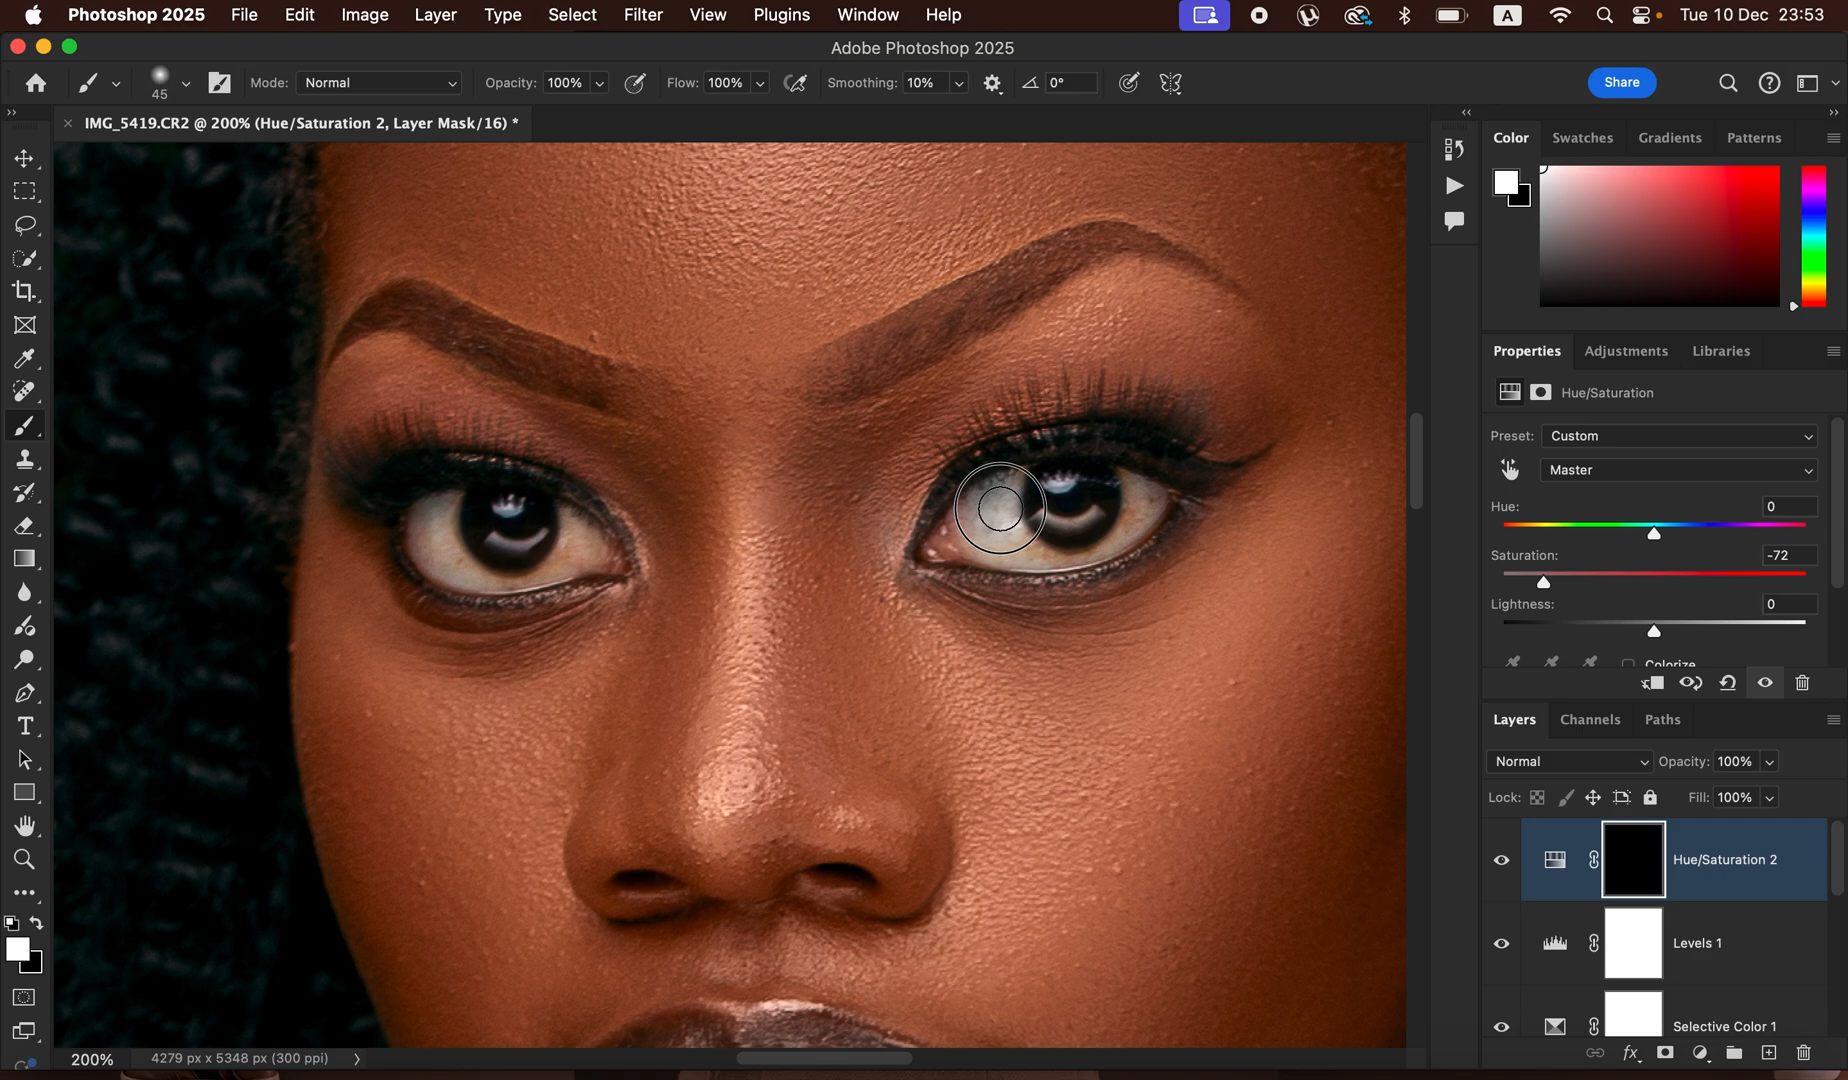 Photoshop 2025 File Edit Image Layer Type Select Filter View Plugins Window Help A Tue 10 Dec 23:53
Adobe Photoshop 2025
45 Mode: Normal Opacity: 100% Flow: 100% Smoothing: 10% 0° Share
IMG_5419.CR2 @ 200% (Hue/Saturation 2, Layer Mask/16) *
Color Swatches Gradients Patterns
Properties Adjustments Libraries
Hue/Saturation
Preset: Custom
Master
Hue: 0
Saturation: -72
Lightness: 0
Colorize
Layers Channels Paths
Normal Opacity: 100%
Lock: Fill: 100%
Hue/Saturation 2
Levels 1
Selective Color 1
fx
200% 4279 px x 5348 px (300 ppi)